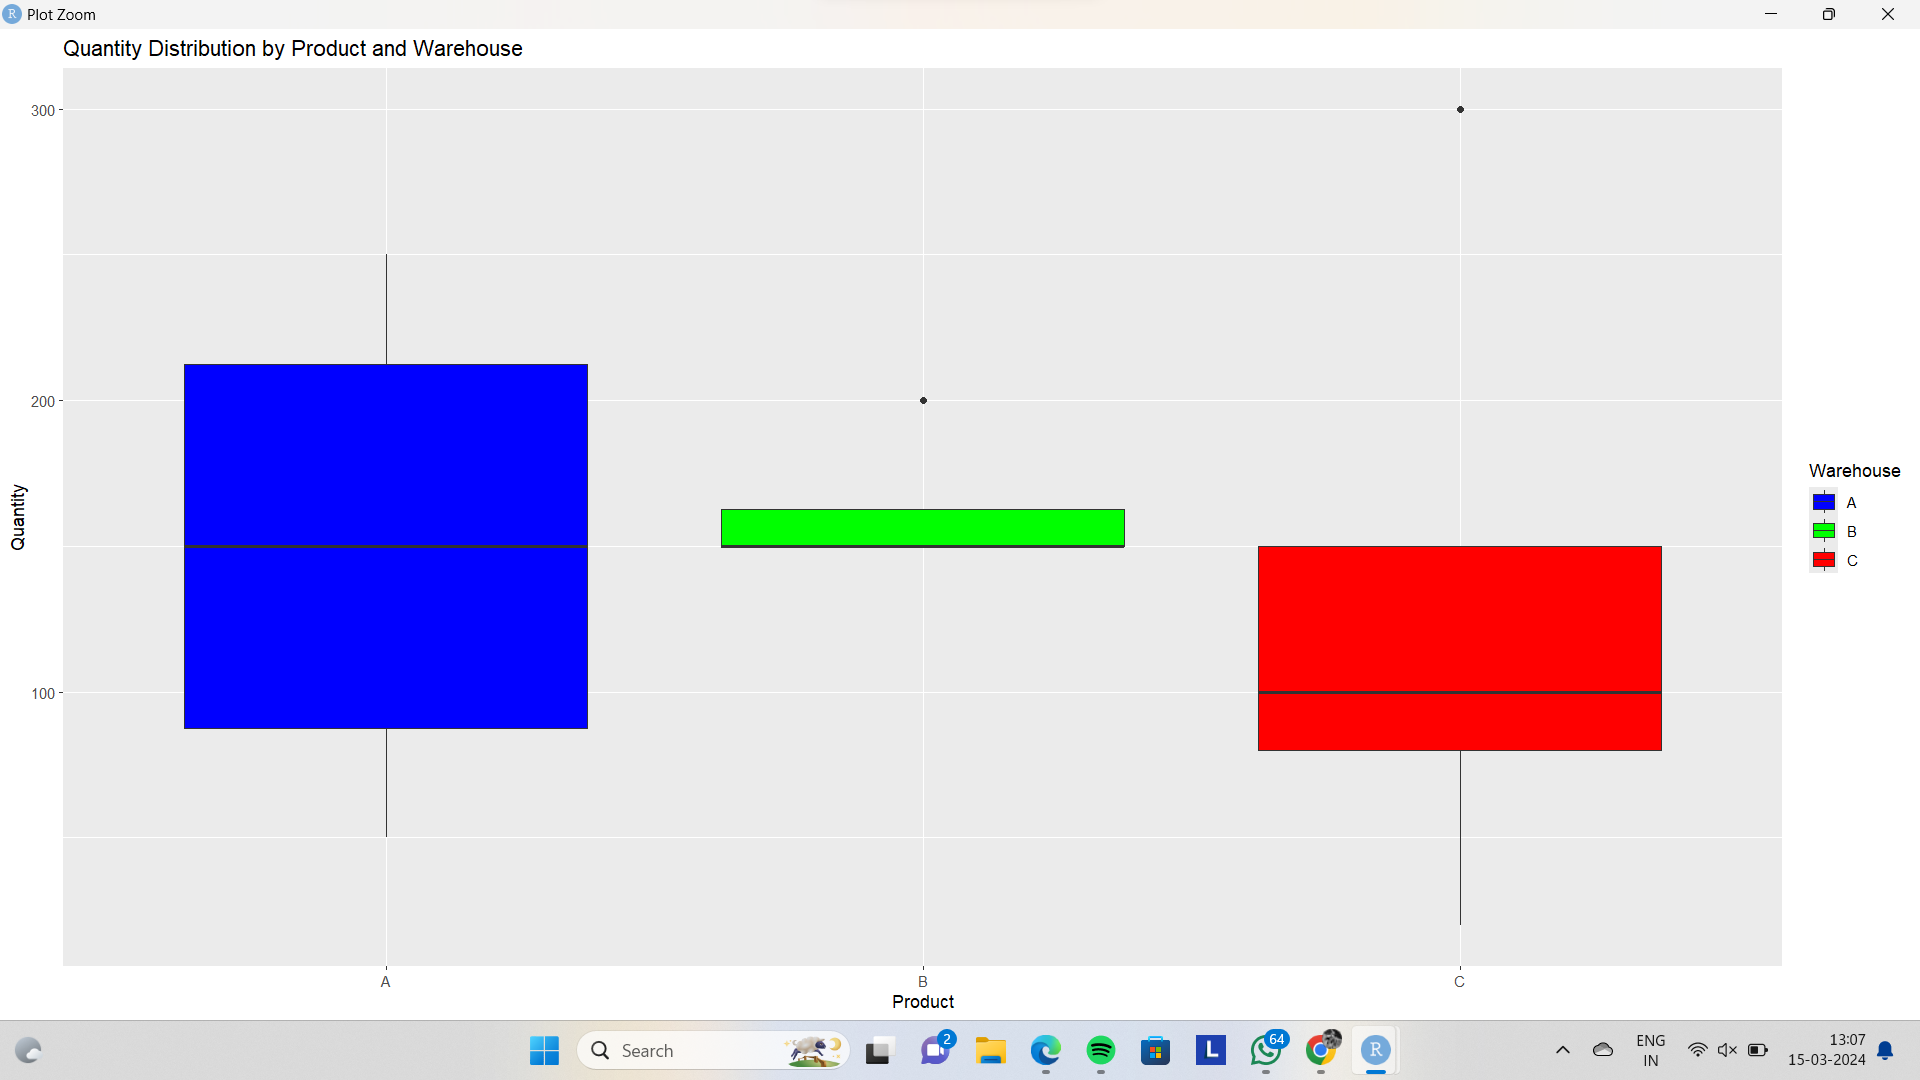 R Plot Zoom
Quantity Distribution by Product and Warehouse
300
200
100
Quantity
A
B
C
Product
Warehouse
A
B
C
Search
2
L
64
R
ENG
IN
13:07
15-03-2024